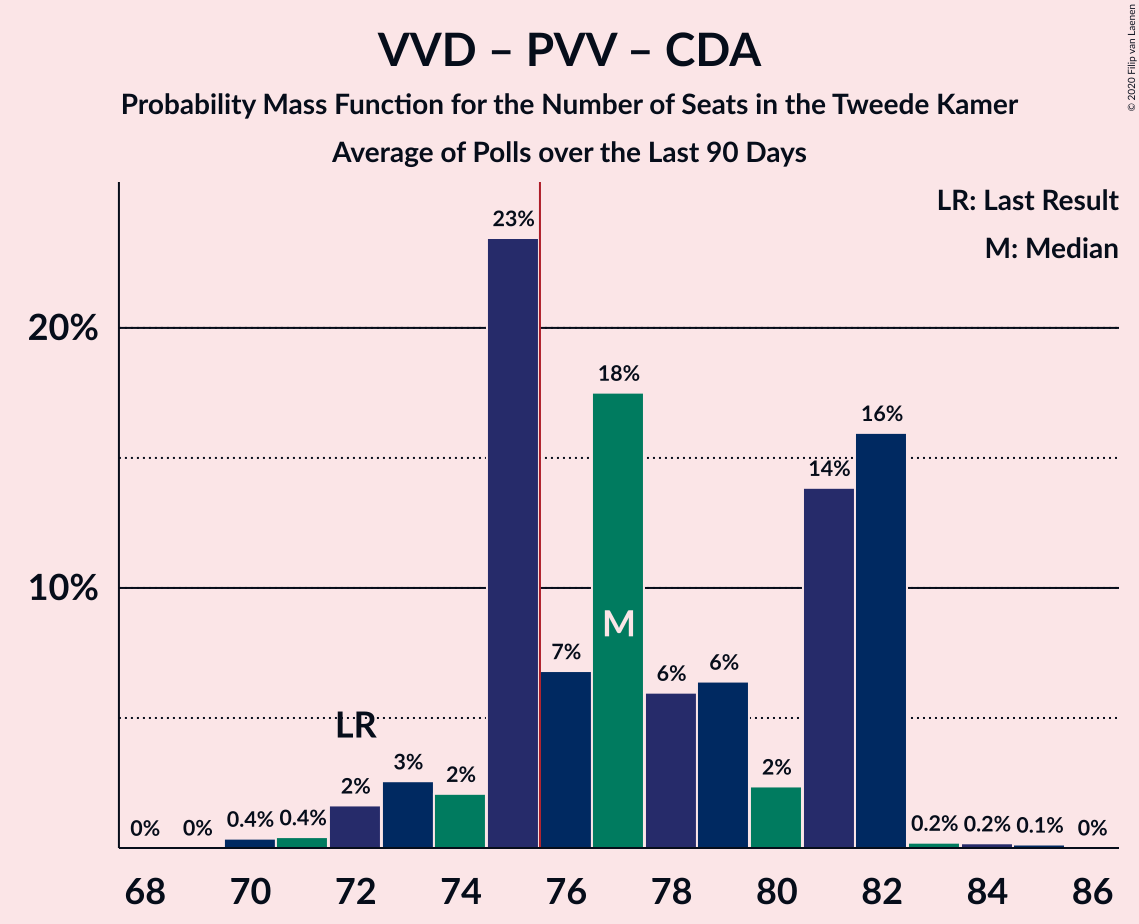 VVD – PVV – CDA
Probability Mass Function for the Number of Seats in the Tweede Kamer
Average of Polls over the Last 90 Days
© 2020 Filip van Laenen
LR: Last Result
M: Median
20%
10%
0%
0%
0.4%
0.4%
2%
LR
3%
2%
23%
7%
18%
M
6%
6%
2%
14%
16%
0.2%
0.2%
0.1%
0%
68 70 72 74 76 78 80 82 84 86